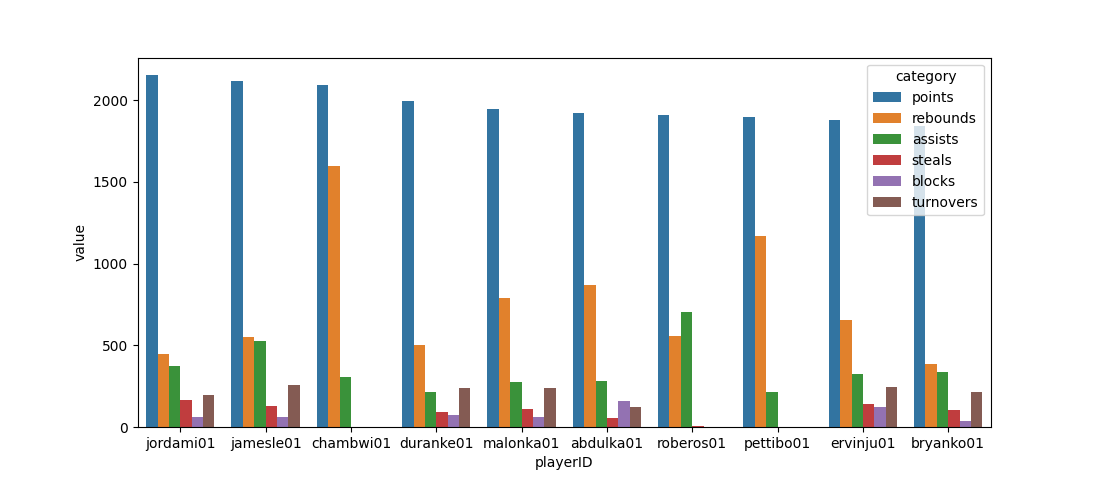 category
points
rebounds
assists
steals
blocks
turnovers
2000
1500
1000
500
0
value
jordami01 jamesle01 chambwi01 duranke01 malonka01 abdulka01 roberos01 pettibo01 ervinju01 bryanko01
playerID